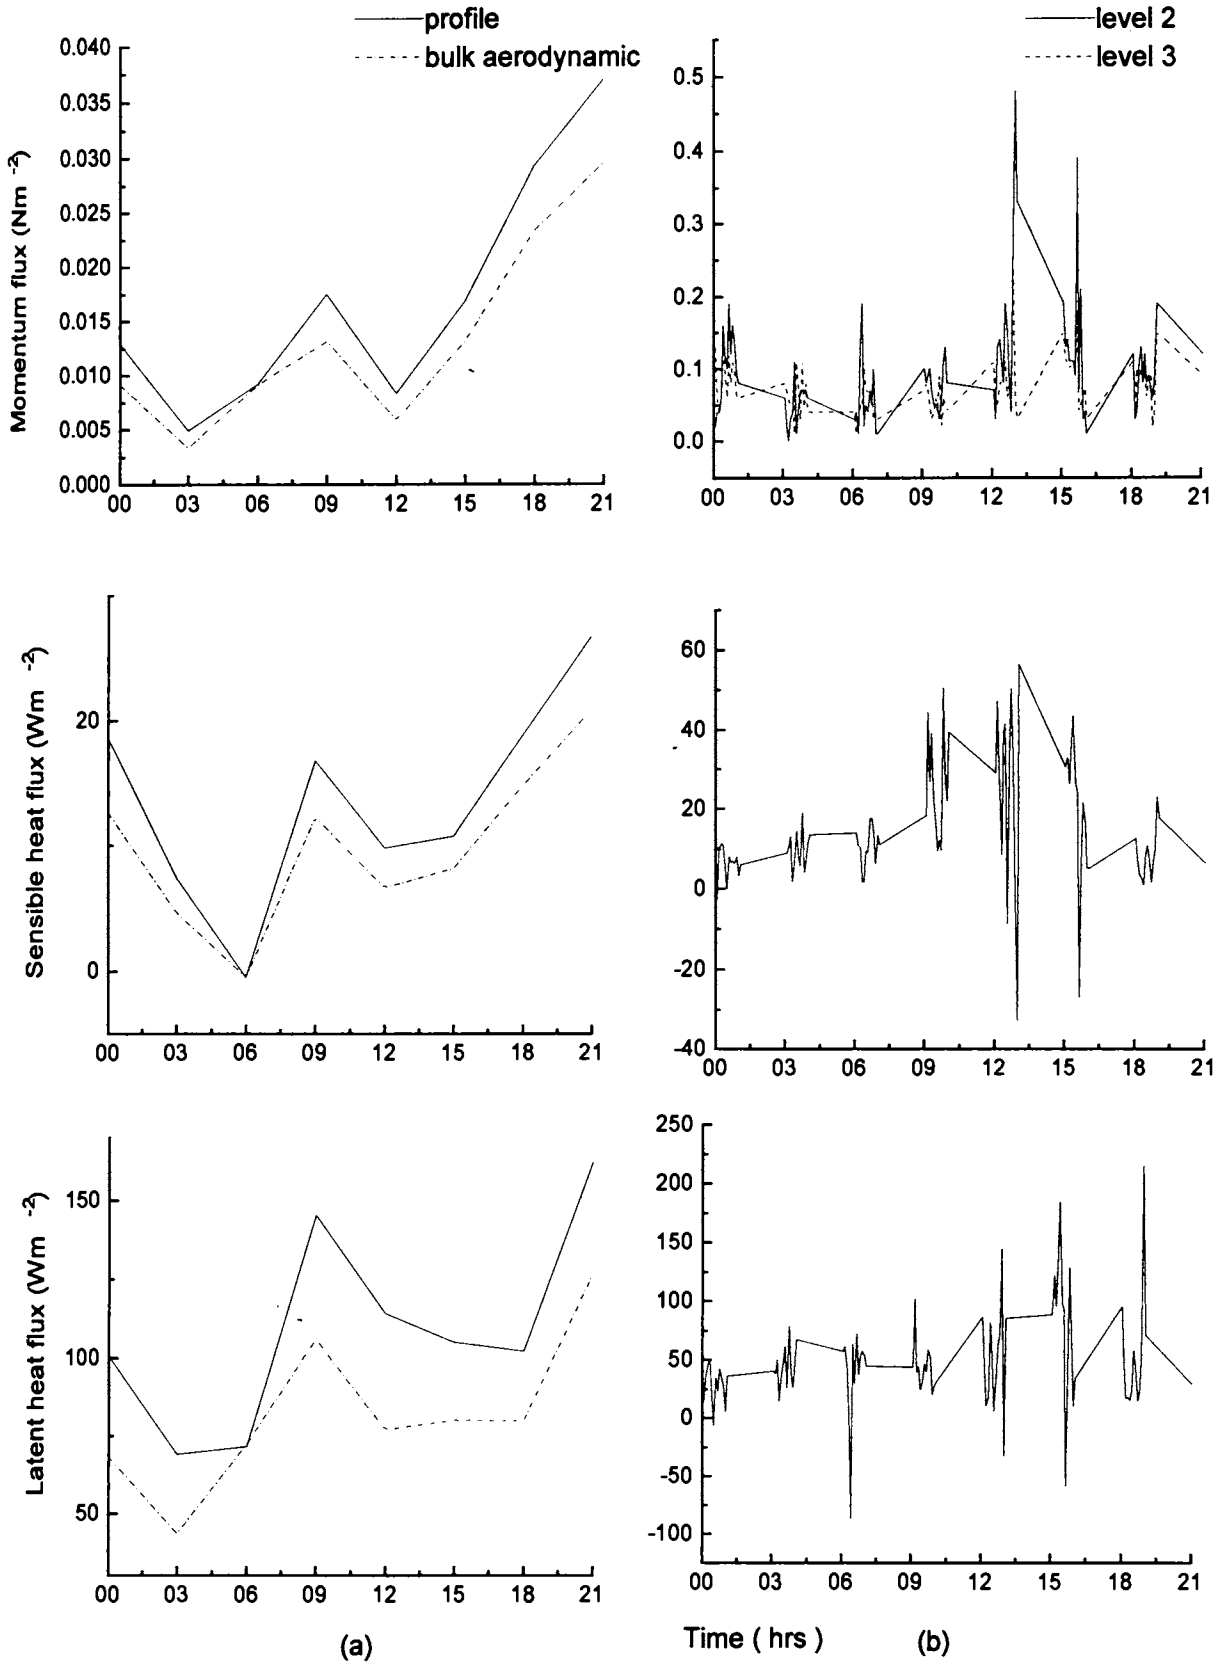 profile
bulk aerodynamic
level 2
level 3
Momentum flux (Nm -2)
0.040
0.035
0.030
0.025
0.020
0.015
0.010
0.005
0.000
00 03 06 09 12 15 18 21
0.5
0.4
0.3
0.2
0.1
0.0
00 03 06 09 12 15 18 21
Sensible heat flux (Wm -2)
20
0
00 03 06 09 12 15 18 21
60
40
20
0
-20
-40
00 03 06 09 12 15 18 21
Latent heat flux (Wm -2)
150
100
50
00 03 06 09 12 15 18 21
250
200
150
100
50
0
-50
-100
00 03 06 09 12 15 18 21
(a)
Time ( hrs )
(b)